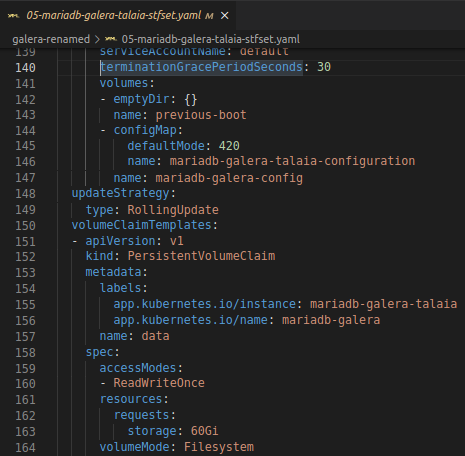 05-mariadb-galera-talaia-stfset.yaml M ×
galera-renamed > 05-mariadb-galera-talaia-stfset.yaml
139 serviceAccountName: default
140 terminationGracePeriodSeconds: 30
141 volumes:
142 - emptyDir: {}
143 name: previous-boot
144 - configMap:
145 defaultMode: 420
146 name: mariadb-galera-talaia-configuration
147 name: mariadb-galera-config
148 updateStrategy:
149 type: RollingUpdate
150 volumeClaimTemplates:
151 - apiVersion: v1
152 kind: PersistentVolumeClaim
153 metadata:
154 labels:
155 app.kubernetes.io/instance: mariadb-galera-talaia
156 app.kubernetes.io/name: mariadb-galera
157 name: data
158 spec:
159 accessModes:
160 - ReadWriteOnce
161 resources:
162 requests:
163 storage: 60Gi
164 volumeMode: Filesystem